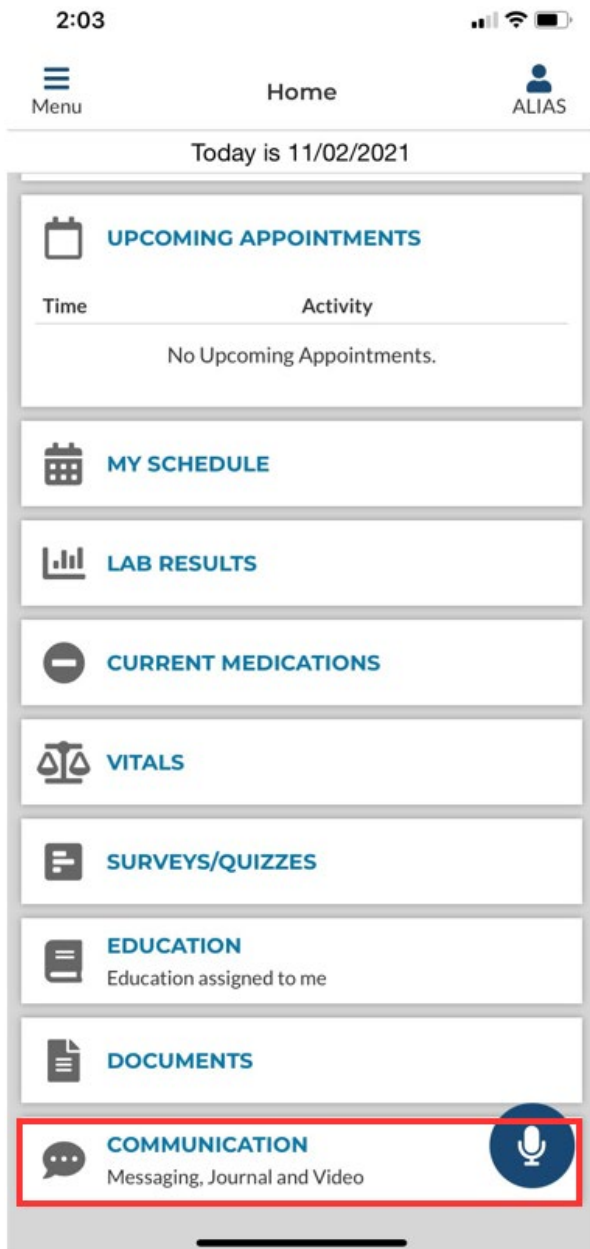 2:03
Menu
Home
ALIAS
Today is 11/02/2021
UPCOMING APPOINTMENTS
Time Activity
No Upcoming Appointments.
MY SCHEDULE
LAB RESULTS
CURRENT MEDICATIONS
VITALS
SURVEYS/QUIZZES
EDUCATION
Education assigned to me
DOCUMENTS
COMMUNICATION
Messaging, Journal and Video